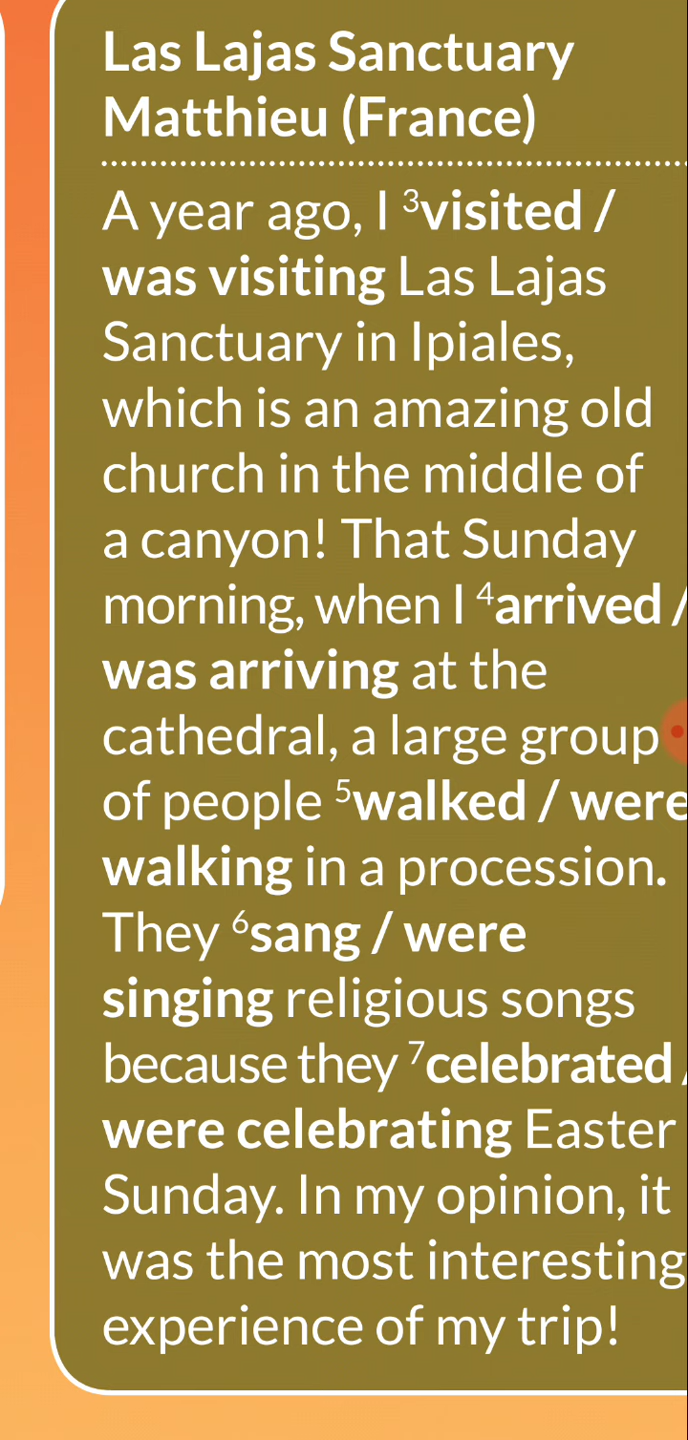 Las Lajas Sanctuary
Matthieu (France)
A year ago, I ³visited /
was visiting Las Lajas
Sanctuary in Ipiales,
which is an amazing old
church in the middle of
a canyon! That Sunday
morning, when I ⁴arrived /
was arriving at the
cathedral, a large group
of people ⁵walked / were
walking in a procession.
They ⁶sang / were
singing religious songs
because they ⁷celebrated /
were celebrating Easter
Sunday. In my opinion, it
was the most interesting
experience of my trip!